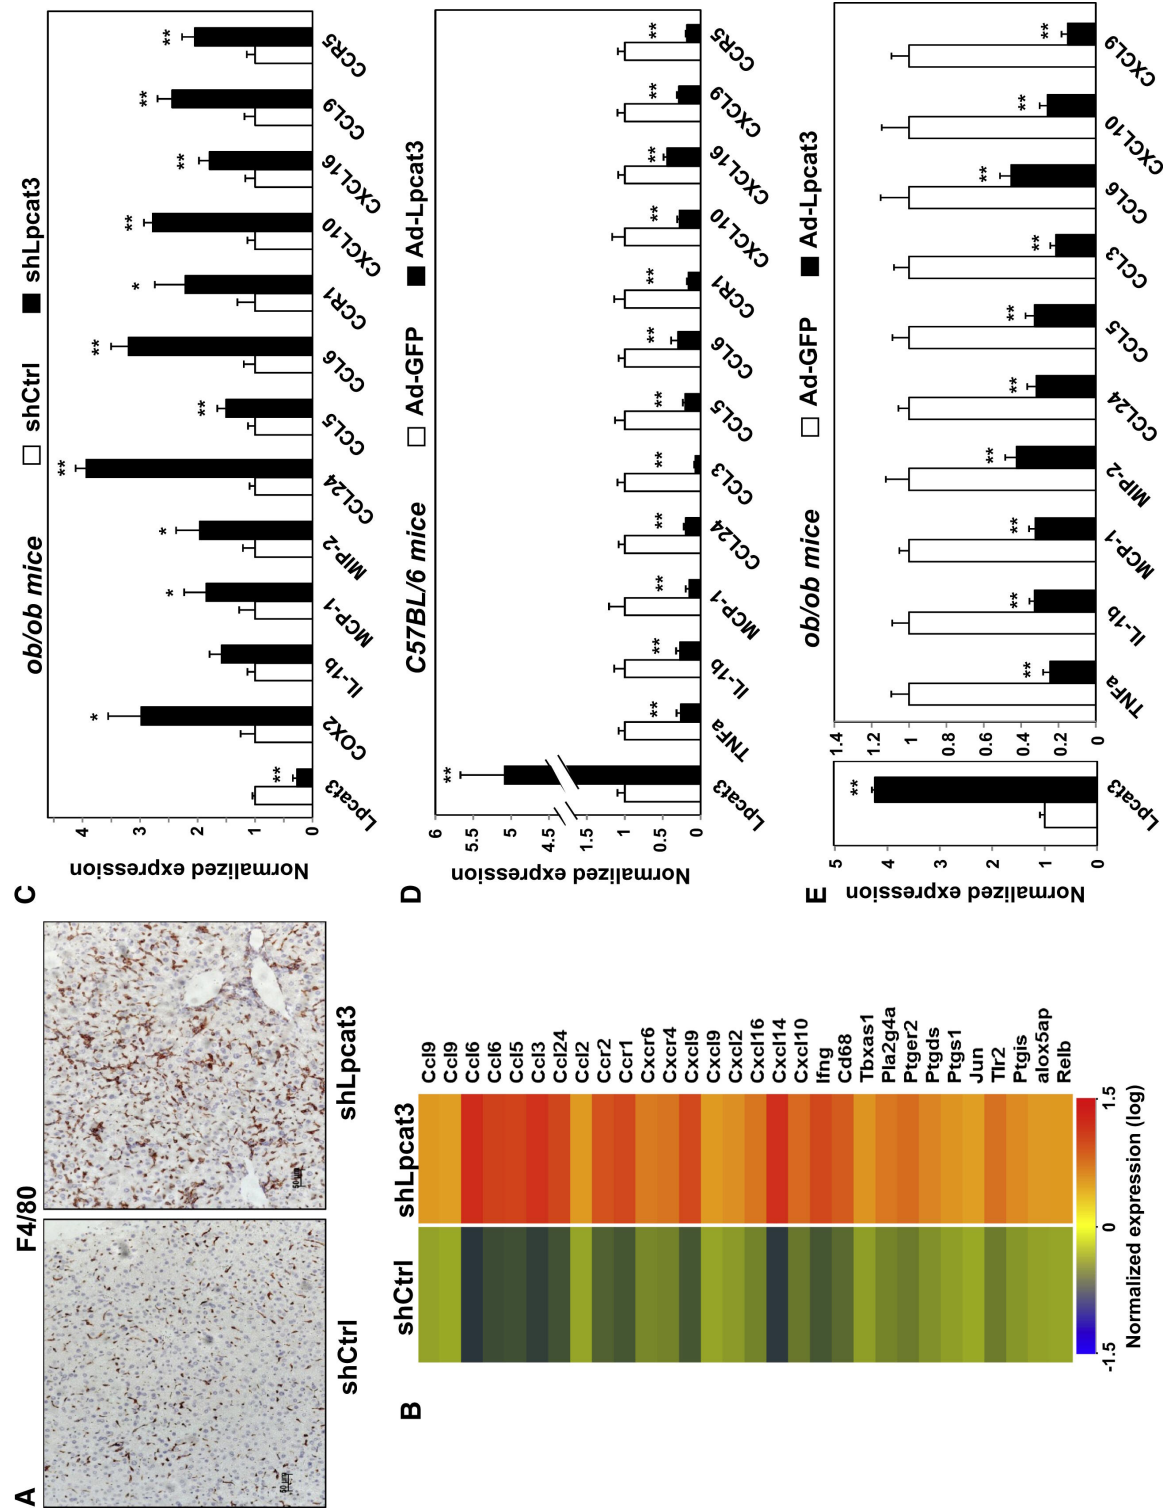 A
F4/80
shCtrl
shLpcat3
50 µm
50 µm
B
shCtrl
shLpcat3
Ccl9
Ccl9
Ccl6
Ccl6
Ccl5
Ccl3
Ccl24
Ccl2
Ccr2
Ccr1
Cxcr6
Cxcr4
Cxcl9
Cxcl9
Cxcl2
Cxcl16
Cxcl14
Cxcl10
Ifng
Cd68
Tbxas1
Pla2g4a
Ptger2
Ptgds
Ptgs1
Jun
Tlr2
Ptgis
alox5ap
Relb
-1.5 0 1.5
Normalized expression (log)
C
ob/ob mice
shCtrl shLpcat3
Normalized expression
4
3
2
1
0
** * * * ** ** ** * ** ** ** **
Lpcat3 COX2 IL-1b MCP-1 MIP-2 CCL24 CCL5 CCL6 CCR1 CXCL10 CXCL16 CCL9 CCR5
D
C57BL/6 mice
Ad-GFP Ad-Lpcat3
Normalized expression
6
5.5
5
4.5
1.5
1
0.5
0
** ** ** ** ** ** ** ** ** ** ** ** **
Lpcat3 TNFa IL-1b MCP-1 CCL24 CCL3 CCL5 CCL6 CCR1 CXCL10 CXCL16 CXCL9 CCR5
E
ob/ob mice
Ad-GFP Ad-Lpcat3
Normalized expression
5
4
3
2
1
0
**
Lpcat3
1.4
1.2
1
0.8
0.6
0.4
0.2
0
** ** ** ** ** ** ** ** ** **
TNFa IL-1b MCP-1 MIP-2 CCL24 CCL5 CCL3 CCL6 CXCL10 CXCL9